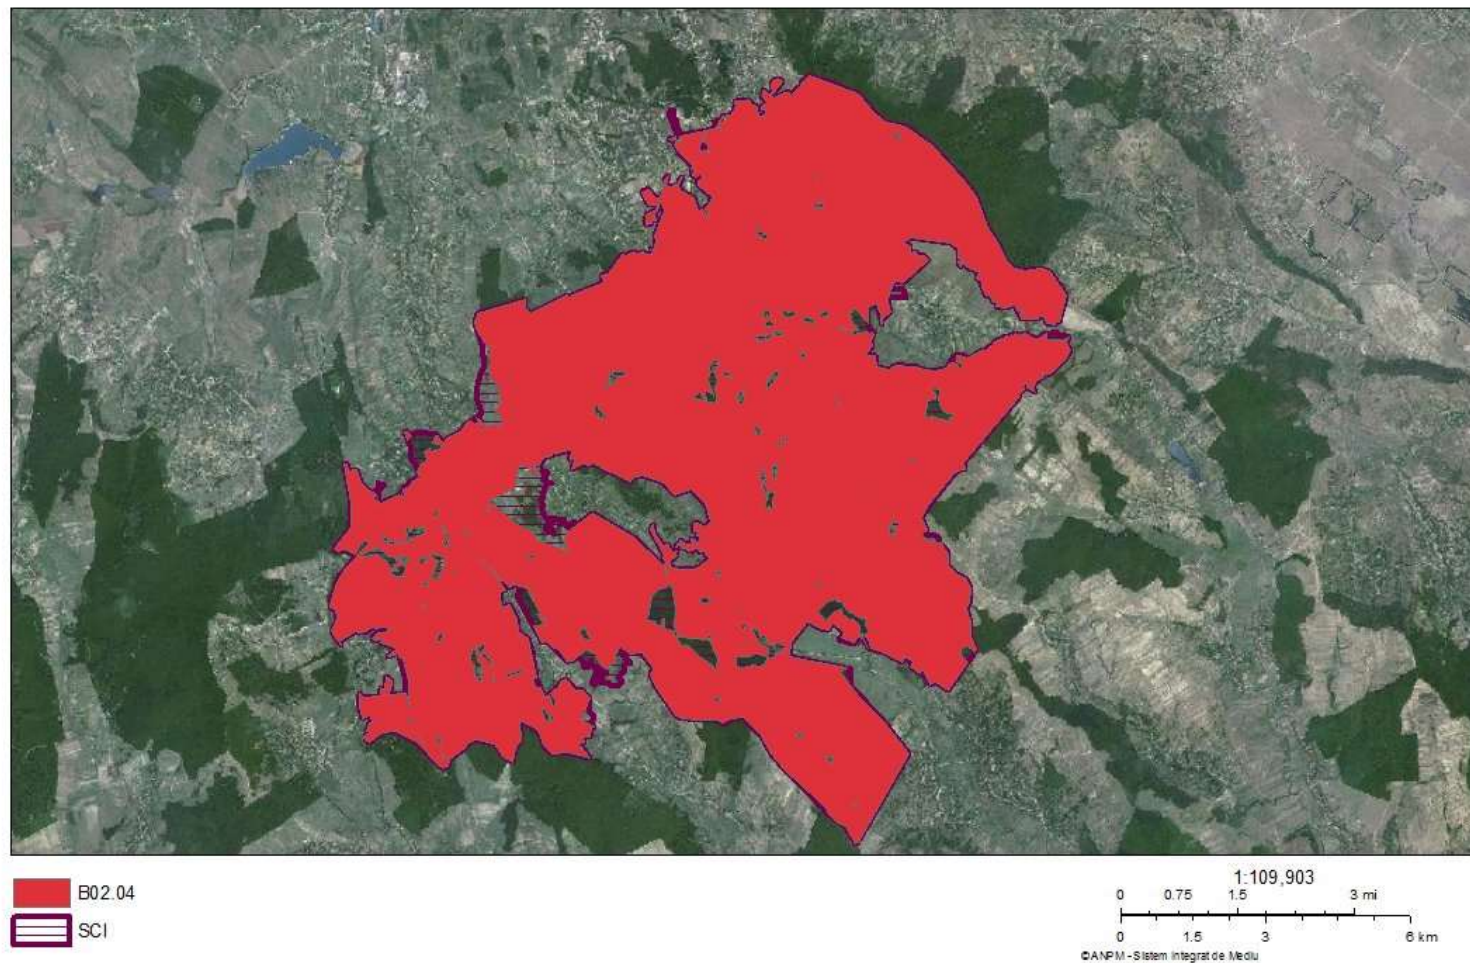 B02.04
SCI
1:109,903
0 0.75 1.5 3 mi
0 1.5 3 6 km
©ANPM - Sistem Integrat de Mediu